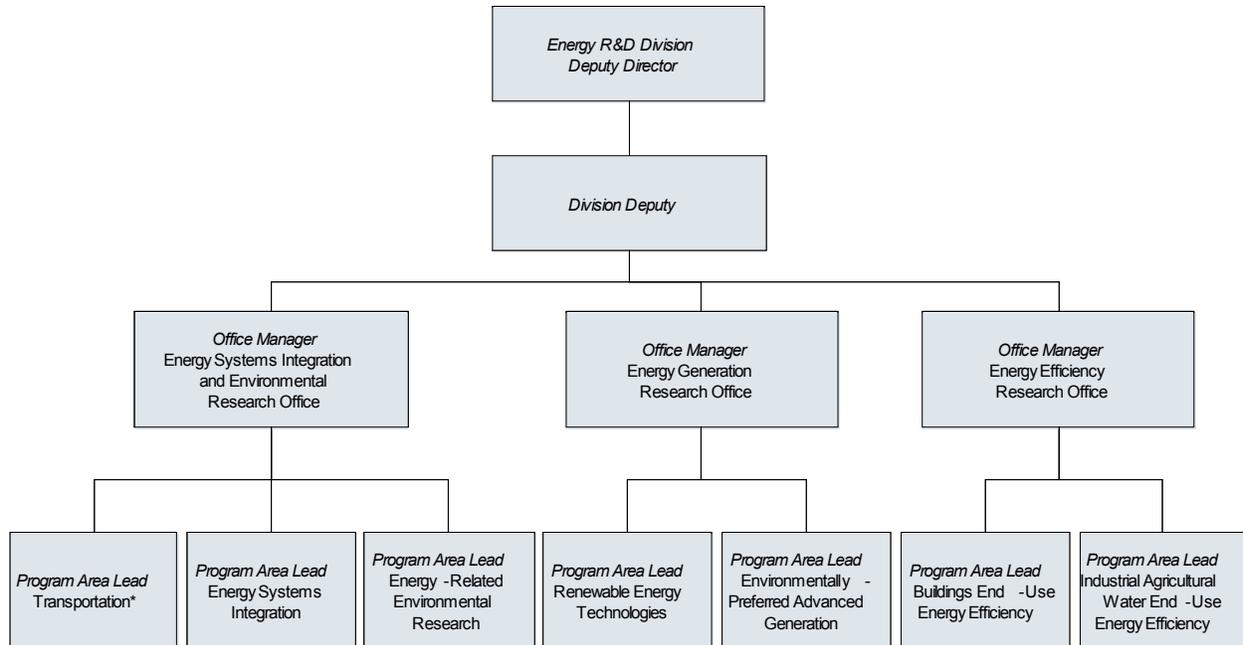 Energy R&D Division
Deputy Director
Division Deputy
Office Manager
Energy Systems Integration
and Environmental
Research Office
Office Manager
Energy Generation
Research Office
Office Manager
Energy Efficiency
Research Office
Program Area Lead
Transportation*
Program Area Lead
Energy Systems
Integration
Program Area Lead
Energy -Related
Environmental
Research
Program Area Lead
Renewable Energy
Technologies
Program Area Lead
Environmentally -
Preferred Advanced
Generation
Program Area Lead
Buildings End -Use
Energy Efficiency
Program Area Lead
Industrial Agricultural
Water End -Use
Energy Efficiency